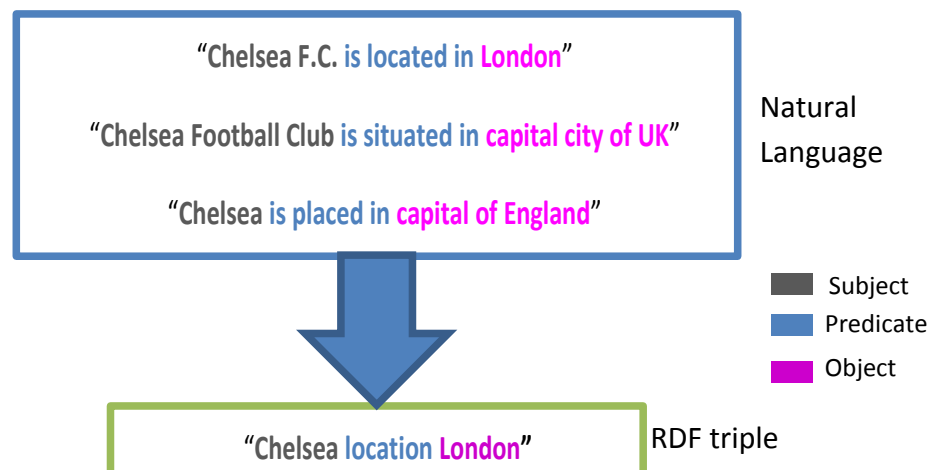 “Chelsea F.C. is located in London”
“Chelsea Football Club is situated in capital city of UK”
“Chelsea is placed in capital of England”
Natural
Language
Subject
Predicate
Object
“Chelsea location London”
RDF triple